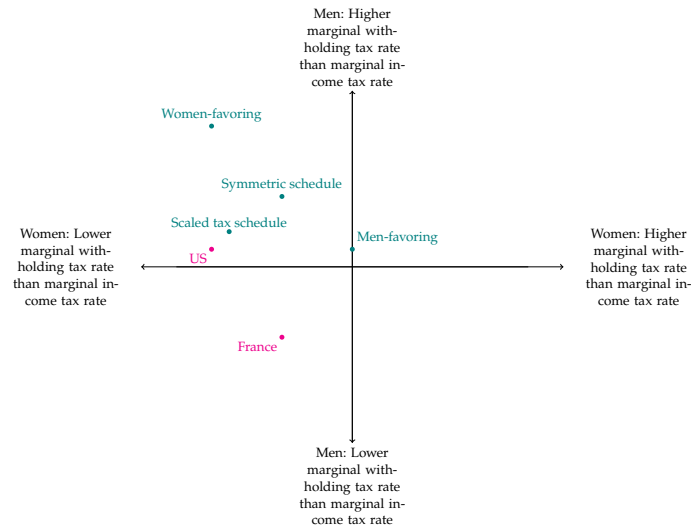 Men: Higher
marginal with-
holding tax rate
than marginal in-
come tax rate
Women-favoring
Symmetric schedule
Scaled tax schedule
Men-favoring
US
Women: Lower
marginal with-
holding tax rate
than marginal in-
come tax rate
Women: Higher
marginal with-
holding tax rate
than marginal in-
come tax rate
France
Men: Lower
marginal with-
holding tax rate
than marginal in-
come tax rate